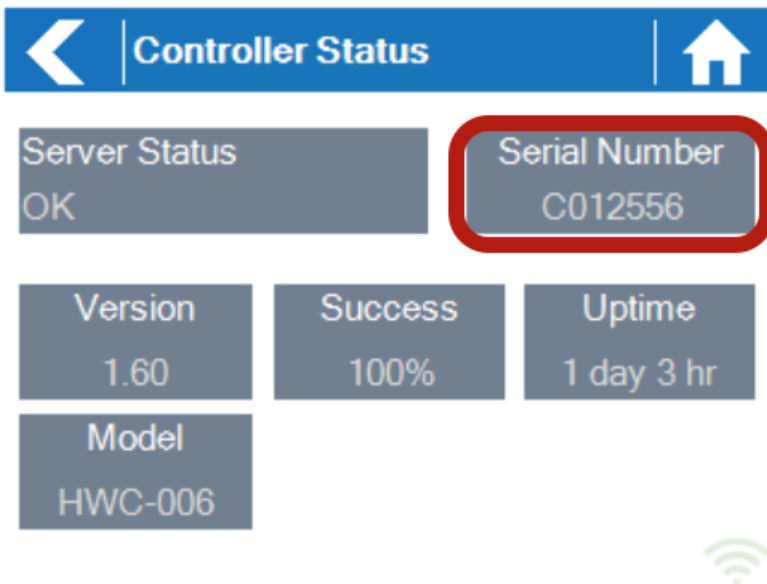 Controller Status
Server Status
OK
Serial Number
C012556
Version
1.60
Success
100%
Uptime
1 day 3 hr
Model
HWC-006